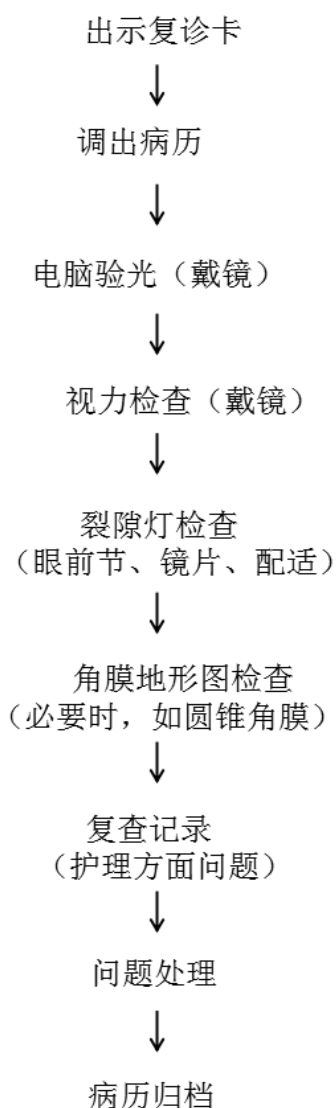 出示复诊卡
调出病历
电脑验光（戴镜）
视力检查（戴镜）
裂隙灯检查
（眼前节、镜片、配适）
角膜地形图检查
（必要时，如圆锥角膜）
复查记录
（护理方面问题）
问题处理
病历归档